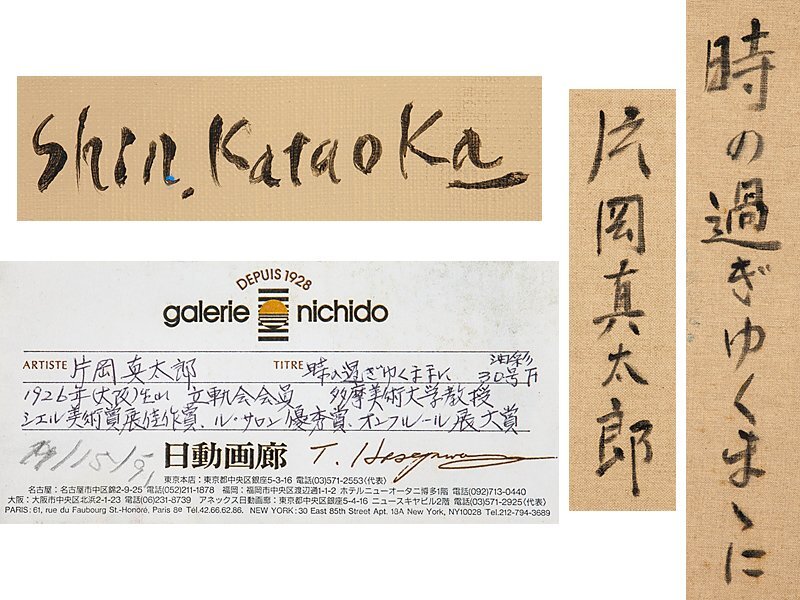 Shin. Kataoka
DEPUIS 1928
galerie nichido
ARTISTE 片岡真太郎 TITRE 時の過ぎゆくまゝに 油彩 30号F
1926年(大阪)生れ 立軌会会員 多摩美術大学教授
シエル美術賞展佳作賞、ル・サロン優秀賞、オンフルール展大賞
日動画廊 T. Hasegawa
東京本店:東京都中央区銀座5-3-16 電話(03)571-2553(代表)
名古屋:名古屋市中区錦2-9-25 電話(052)211-1878 福岡:福岡市中央区渡辺通1-1-2 ホテルニューオータニ博多1階 電話(092)713-0440
大阪:大阪市中央区北浜2-1-23 電話(06)231-8739 アネックス日動画廊:東京都中央区銀座5-4-16 ニュースキヤビル2階 電話(03)571-2925(代表)
PARIS: 61, rue du Faubourg St.-Honoré, Paris 8e Tel.42.66.62.86. NEW YORK: 30 East 85th Street Apt. 18A New York, NY10028 Tel.212-794-3689
片岡真太郎
時の過ぎゆくまゝに